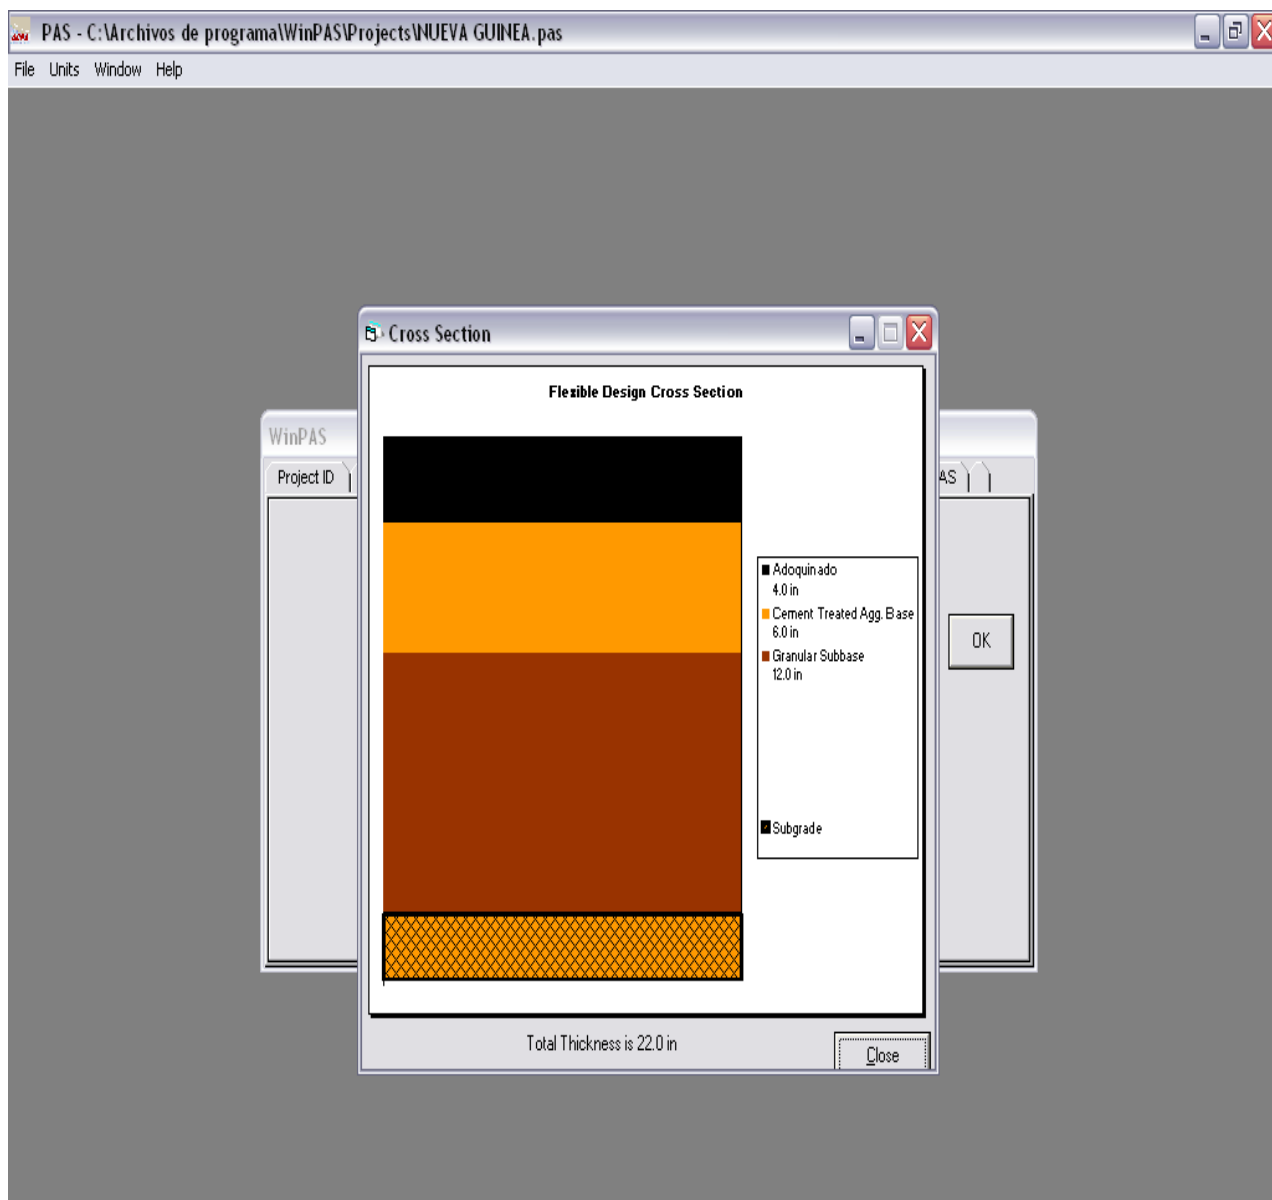 PAS - C:\Archivos de programa\WinPAS\Projects\NUEVA GUINEA.pas
File Units Window Help
Cross Section
Flexible Design Cross Section
WinPAS
Project ID
AS
Adoquinado
4.0 in
Cement Treated Agg. Base
6.0 in
Granular Subbase
12.0 in
OK
Subgrade
Total Thickness is 22.0 in
Close